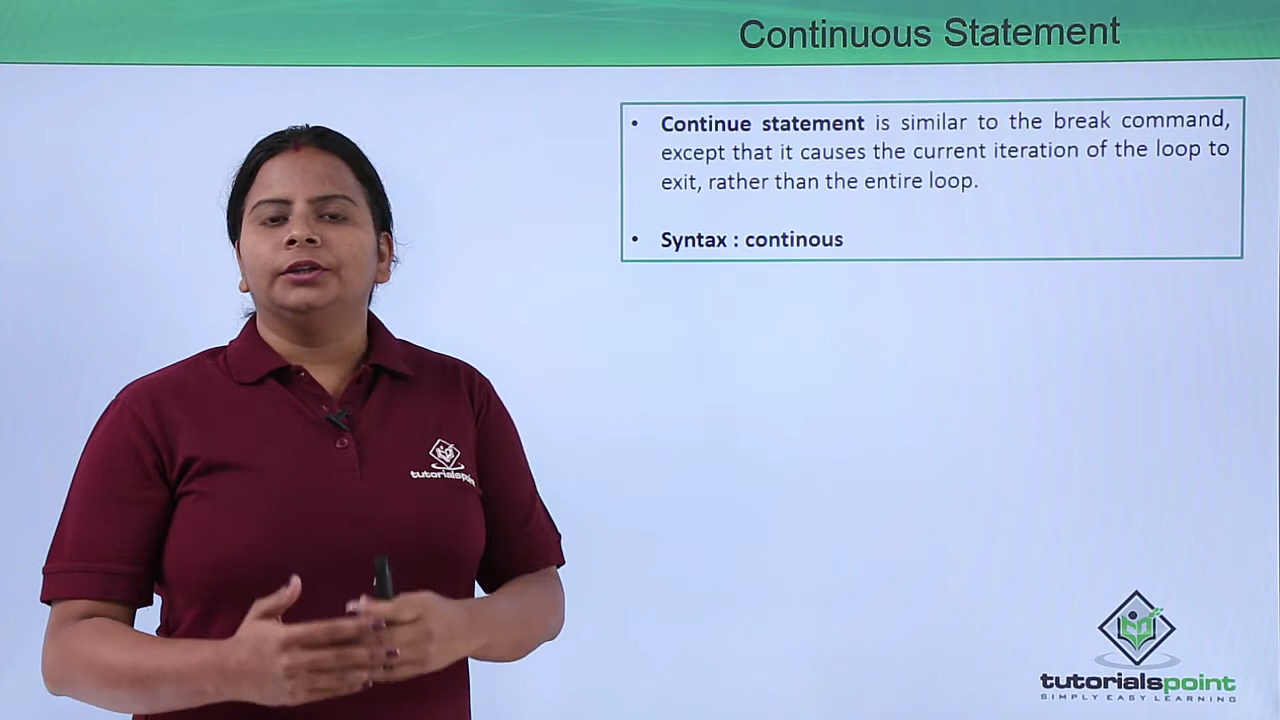 Continuous Statement
• Continue statement is similar to the break command,
except that it causes the current iteration of the loop to
exit, rather than the entire loop.
• Syntax : continous
tutorialspoint
tutorialspoint
SIMPLY EASY LEARNING